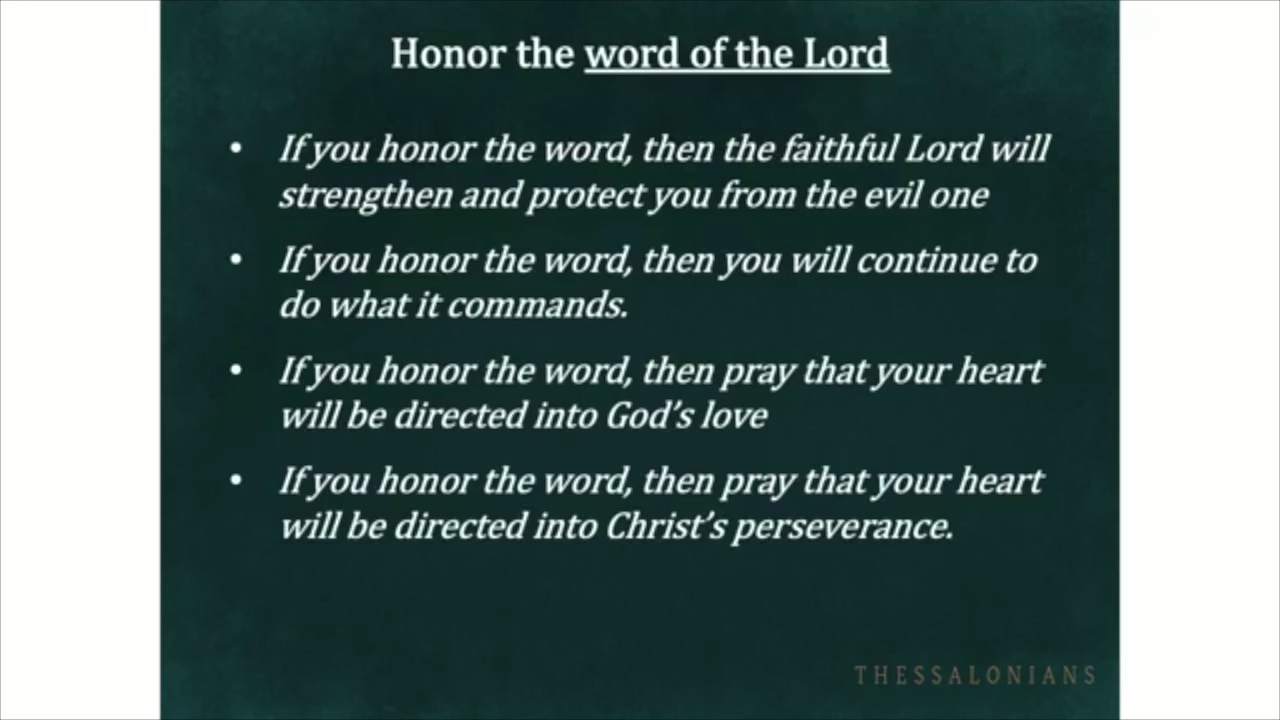 Honor the word of the Lord
• If you honor the word, then the faithful Lord will
strengthen and protect you from the evil one
• If you honor the word, then you will continue to
do what it commands.
• If you honor the word, then pray that your heart
will be directed into God’s love
• If you honor the word, then pray that your heart
will be directed into Christ’s perseverance.
THESSALONIANS